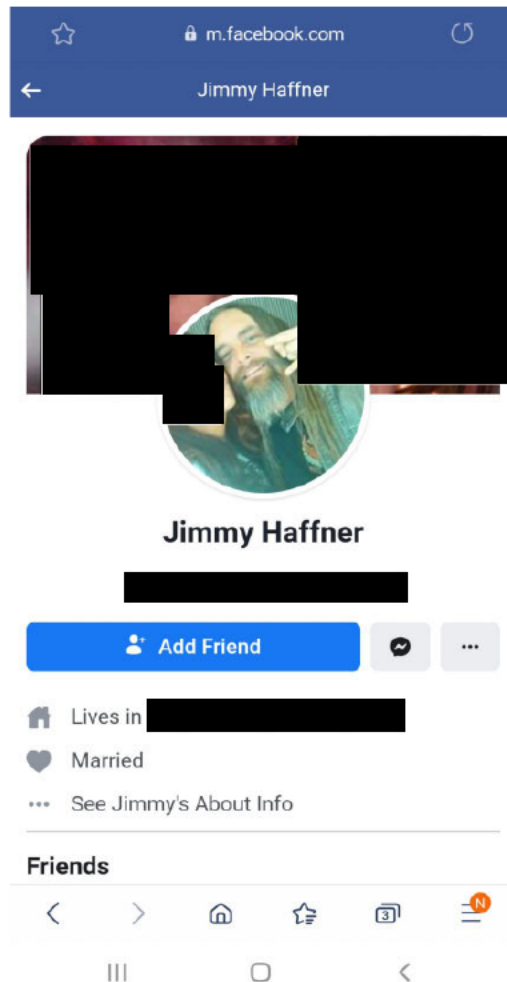 m.facebook.com
Jimmy Haffner
Jimmy Haffner
Add Friend
Lives in
Married
See Jimmy's About Info
Friends
3
N